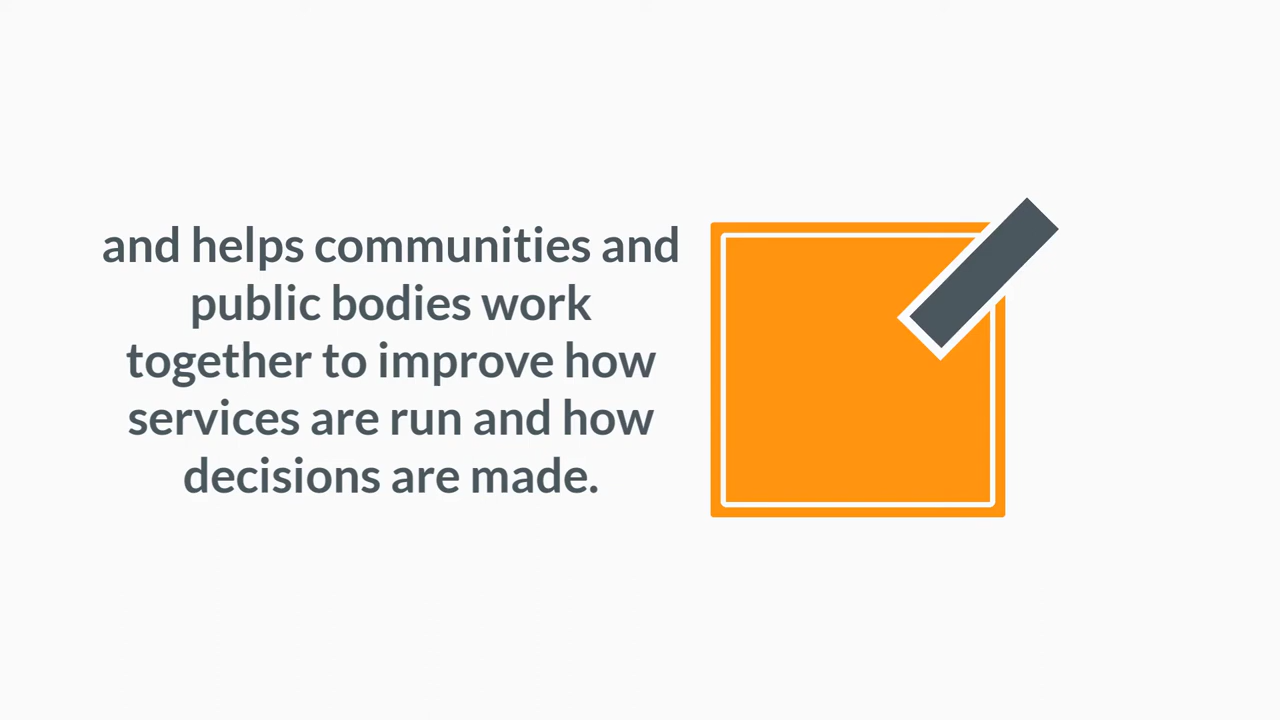 and helps communities and
public bodies work
together to improve how
services are run and how
decisions are made.